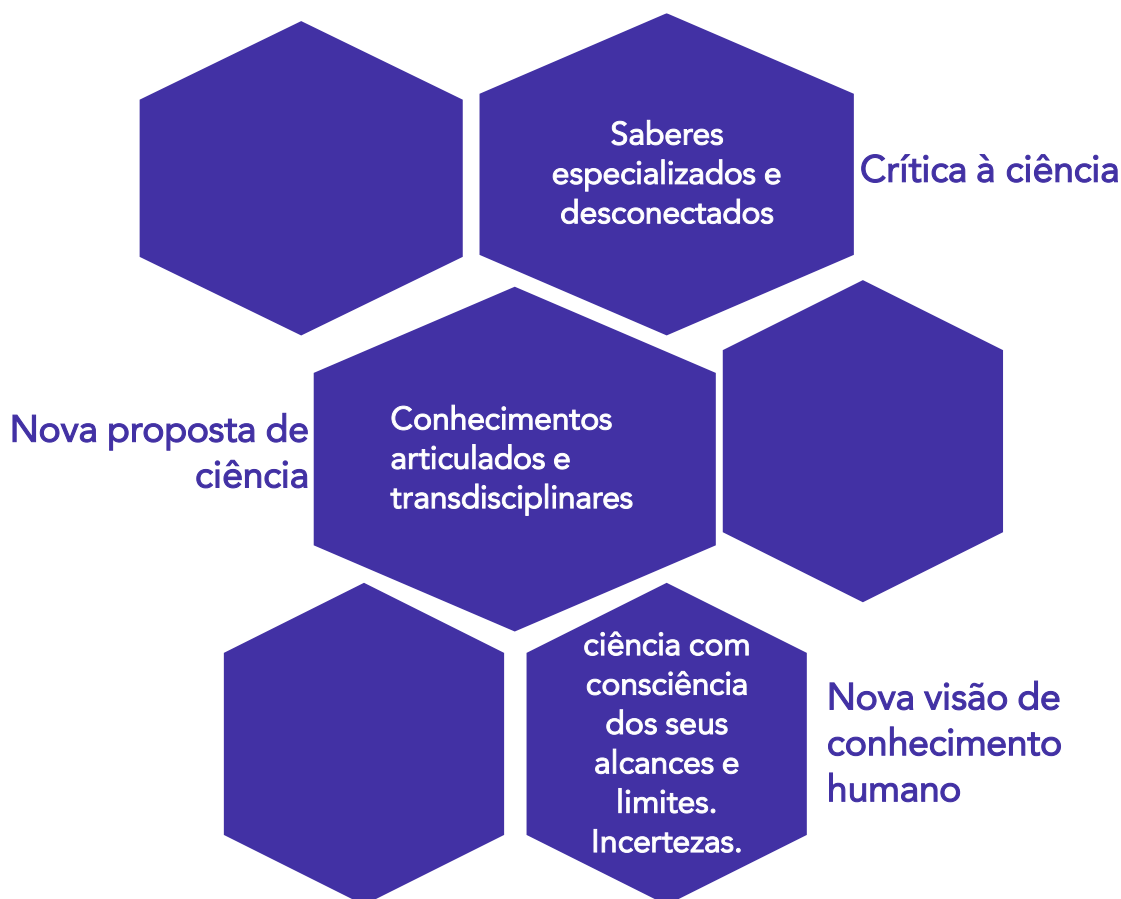 Saberes
especializados e
desconectados
Crítica à ciência
Nova proposta de
ciência
Conhecimentos
articulados e
transdisciplinares
ciência com
consciência
dos seus
alcances e
limites.
Incertezas.
Nova visão de
conhecimento
humano